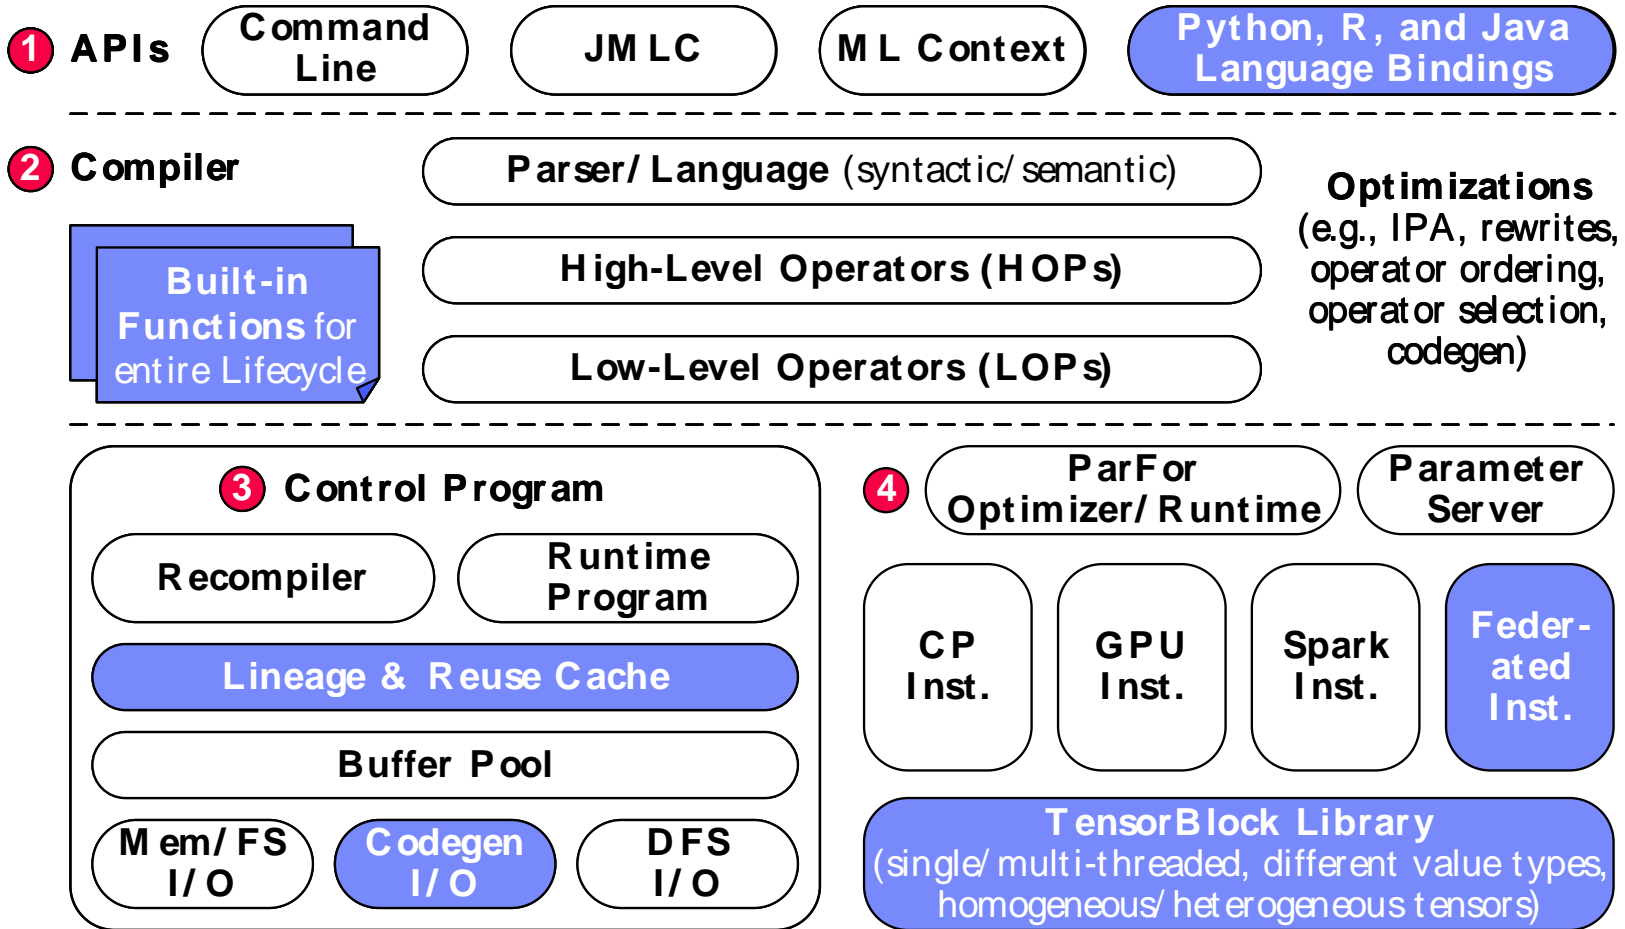 1 APIs
Command
Line
JMLC
ML Context
Python, R, and Java
Language Bindings
2 Compiler
Parser/Language (syntactic/semantic)
High-Level Operators (HOPs)
Low-Level Operators (LOPs)
Built-in
Functions for
entire Lifecycle
Optimizations
(e.g., IPA, rewrites,
operator ordering,
operator selection,
codegen)
3 Control Program
Recompiler
Runtime
Program
Lineage & Reuse Cache
Buffer Pool
Mem/FS
I/O
Codegen
I/O
DFS
I/O
4
ParFor
Optimizer/Runtime
Parameter
Server
CP
Inst.
GPU
Inst.
Spark
Inst.
Feder-
ated
Inst.
TensorBlock Library
(single/multi-threaded, different value types,
homogeneous/heterogeneous tensors)